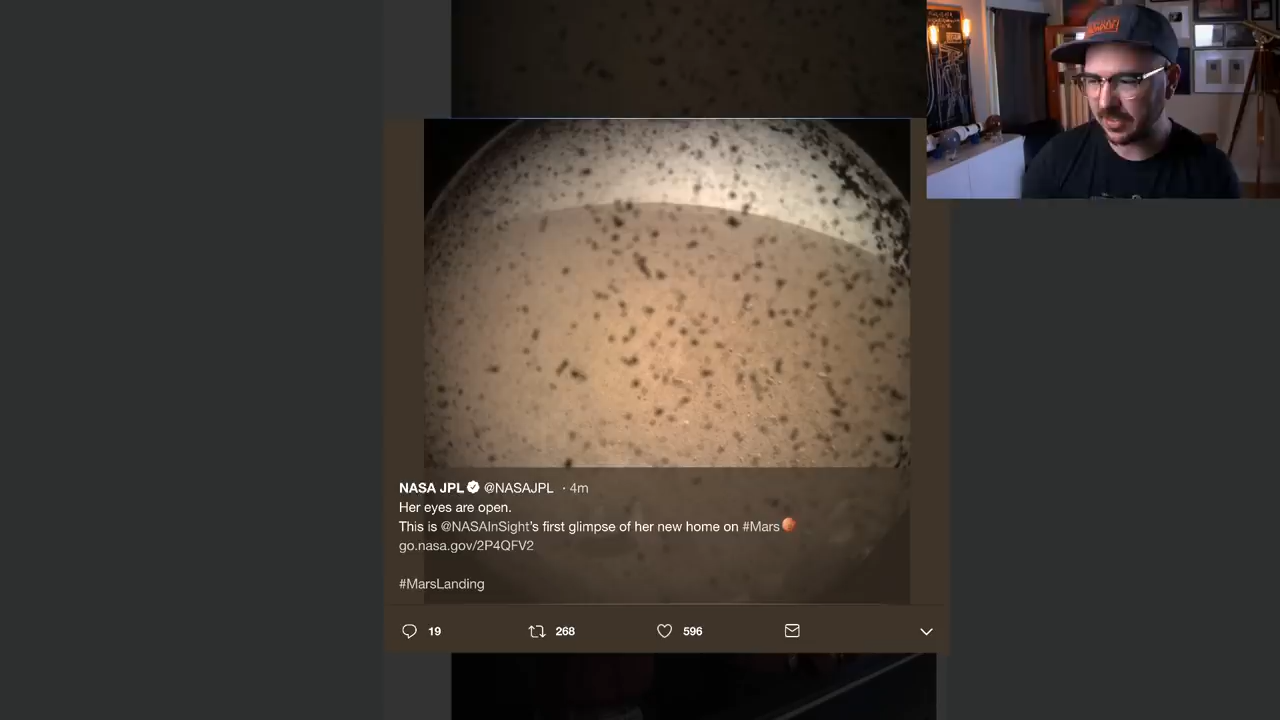 NASA JPL @NASAJPL · 4m
Her eyes are open.
This is @NASAInSight's first glimpse of her new home on #Mars
go.nasa.gov/2P4QFV2
#MarsLanding
19 268 596